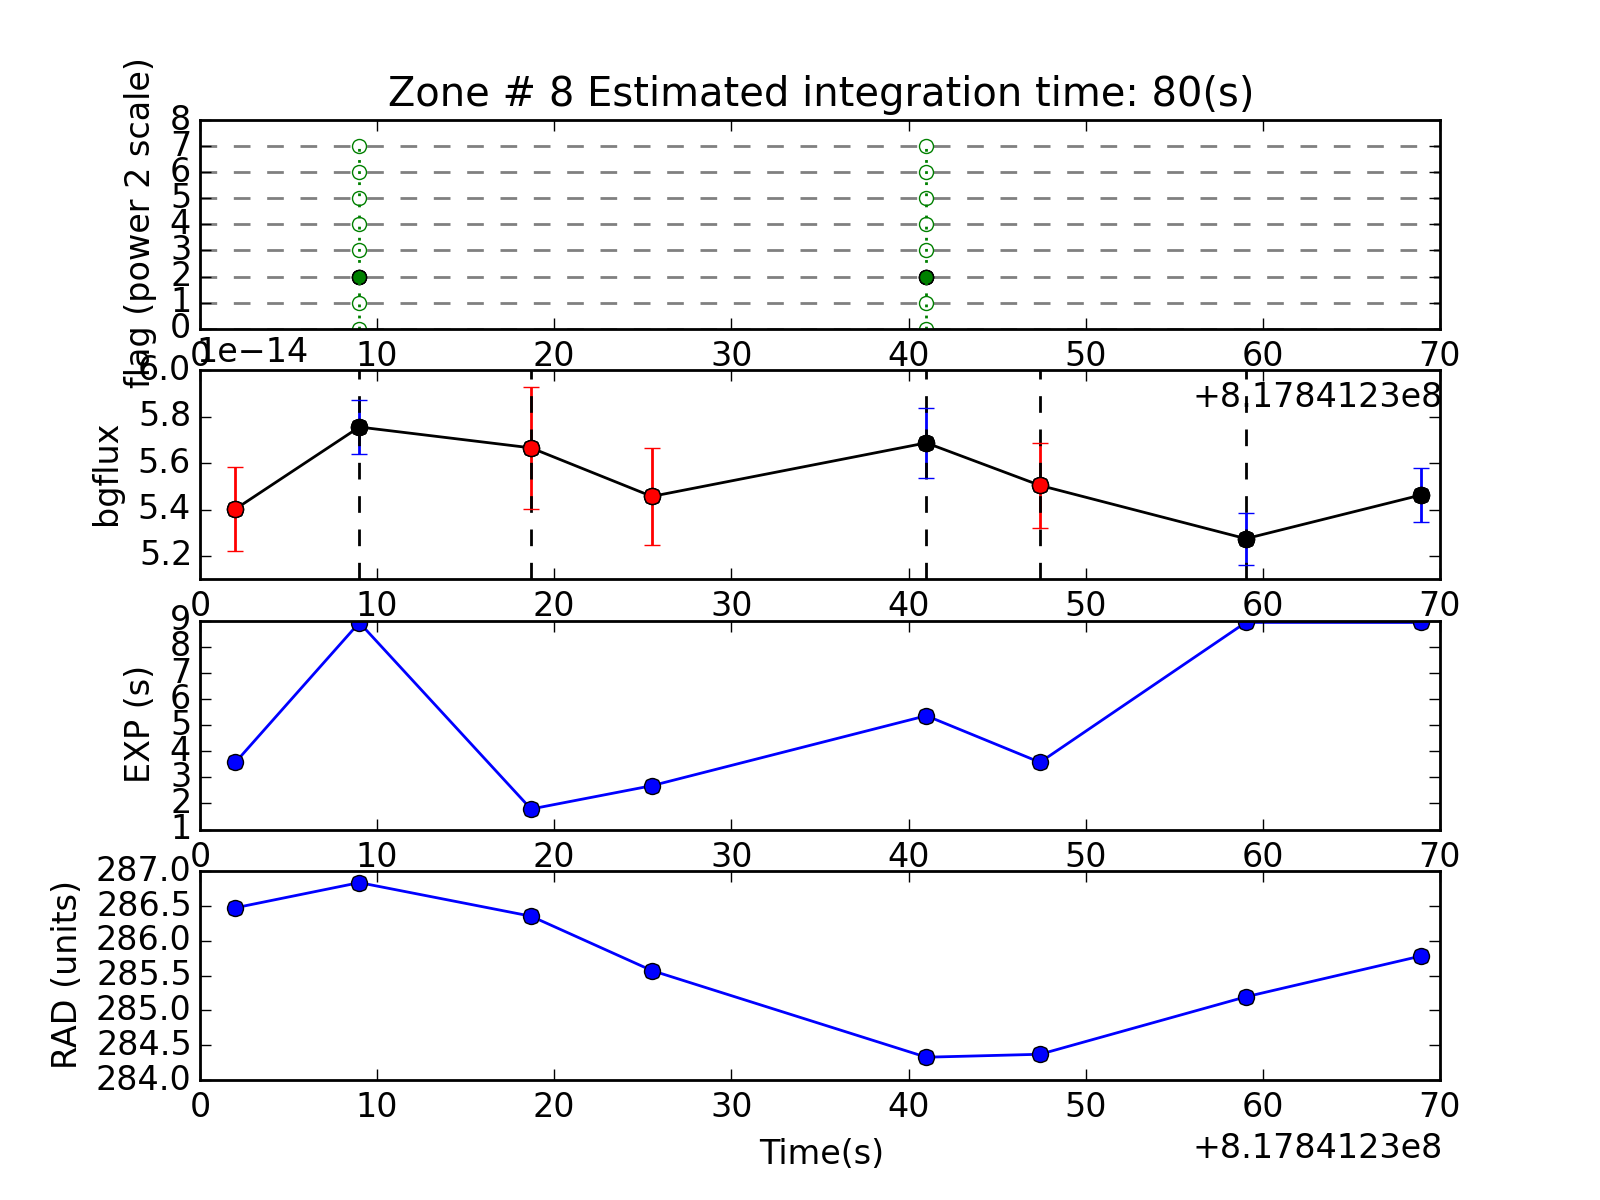 Zone # 8 Estimated integration time: 80(s)
flag (power 2 scale)
8
7
6
5
4
3
2
1
0
0 10 20 30 40 50 60 70
1e−14
+8.1784123e8
bgflux
6.0
5.8
5.6
5.4
5.2
0 10 20 30 40 50 60 70
EXP (s)
9
8
7
6
5
4
3
2
1
0 10 20 30 40 50 60 70
RAD (units)
287.0
286.5
286.0
285.5
285.0
284.5
284.0
0 10 20 30 40 50 60 70
Time(s)
+8.1784123e8